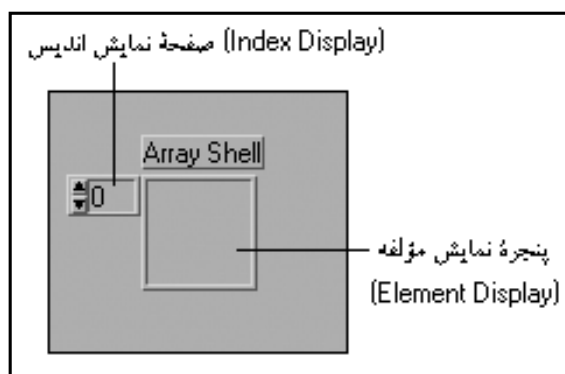 صفحهٔ نمایش اندیس (Index Display)
Array Shell
0
پنجرهٔ نمایش مؤلفه
(Element Display)